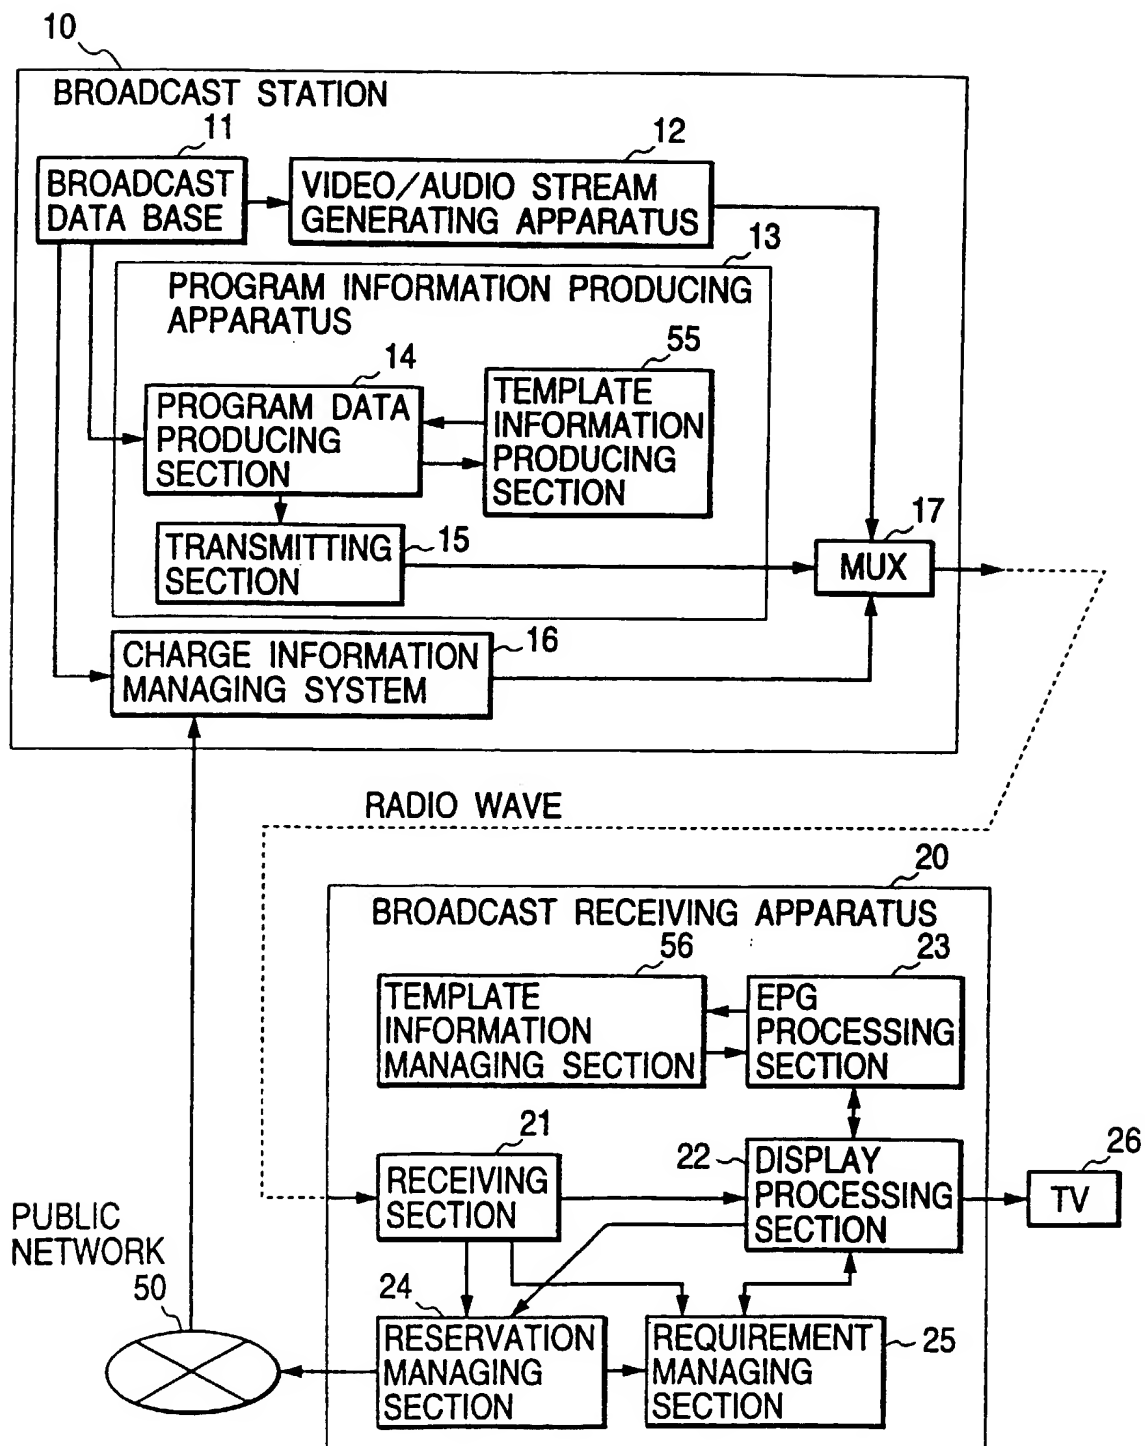 10
BROADCAST STATION
11
12
BROADCAST
DATA BASE
VIDEO/AUDIO STREAM
GENERATING APPARATUS
13
PROGRAM INFORMATION PRODUCING
APPARATUS
14
55
PROGRAM DATA
PRODUCING
SECTION
TEMPLATE
INFORMATION
PRODUCING
SECTION
15
TRANSMITTING
SECTION
17
MUX
16
CHARGE INFORMATION
MANAGING SYSTEM
RADIO WAVE
20
BROADCAST RECEIVING APPARATUS
56
23
TEMPLATE
INFORMATION
MANAGING SECTION
EPG
PROCESSING
SECTION
21
RECEIVING
SECTION
22
DISPLAY
PROCESSING
SECTION
26
TV
PUBLIC
NETWORK
50
24
RESERVATION
MANAGING
SECTION
REQUIREMENT
MANAGING
SECTION
25